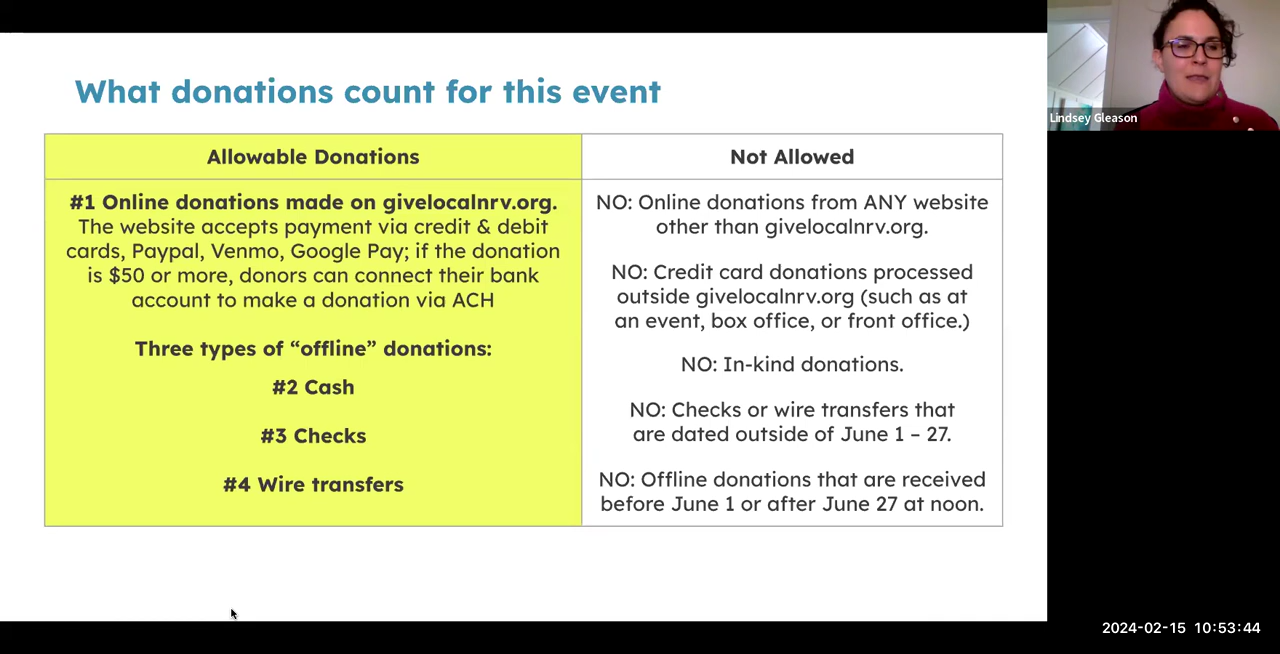 What donations count for this event
Allowable Donations
#1 Online donations made on givelocalnrv.org.
The website accepts payment via credit & debit
cards, Paypal, Venmo, Google Pay; if the donation
is $50 or more, donors can connect their bank
account to make a donation via ACH
Three types of “offline” donations:
#2 Cash
#3 Checks
#4 Wire transfers
Not Allowed
NO: Online donations from ANY website
other than givelocalnrv.org.
NO: Credit card donations processed
outside givelocalnrv.org (such as at
an event, box office, or front office.)
NO: In-kind donations.
NO: Checks or wire transfers that
are dated outside of June 1 – 27.
NO: Offline donations that are received
before June 1 or after June 27 at noon.
Lindsey Gleason
2024-02-15 10:53:44